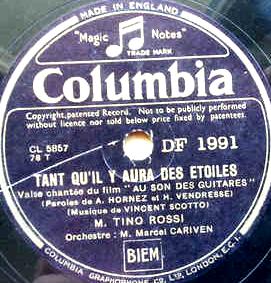 MADE IN ENGLAND
"Magic Notes"
TRADE MARK
Columbia
Copyright, patented Record. Not to be publicly performed
without licence nor sold below price fixed by patentees.
CL 5857
78 T
DF 1991
TANT QU'IL Y AURA DES ETOILES
Valse chantée du film "AU SON DES GUITARES"
(Paroles de A. HORNEZ et H. VENDRESSE)
(Musique de VINCENT SCOTTO)
M. TINO ROSSI
Orchestre: M. Marcel CARIVEN
BIEM
COLUMBIA GRAPHOPHONE CO. LTD. LONDON, E.C.1.